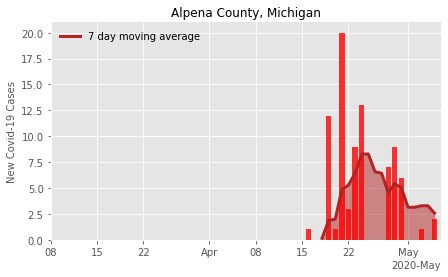 Alpena County, Michigan
7 day moving average
New Covid-19 Cases
20.0
17.5
15.0
12.5
10.0
7.5
5.0
2.5
0.0
08
15
22
Apr
08
15
22
May
2020-May